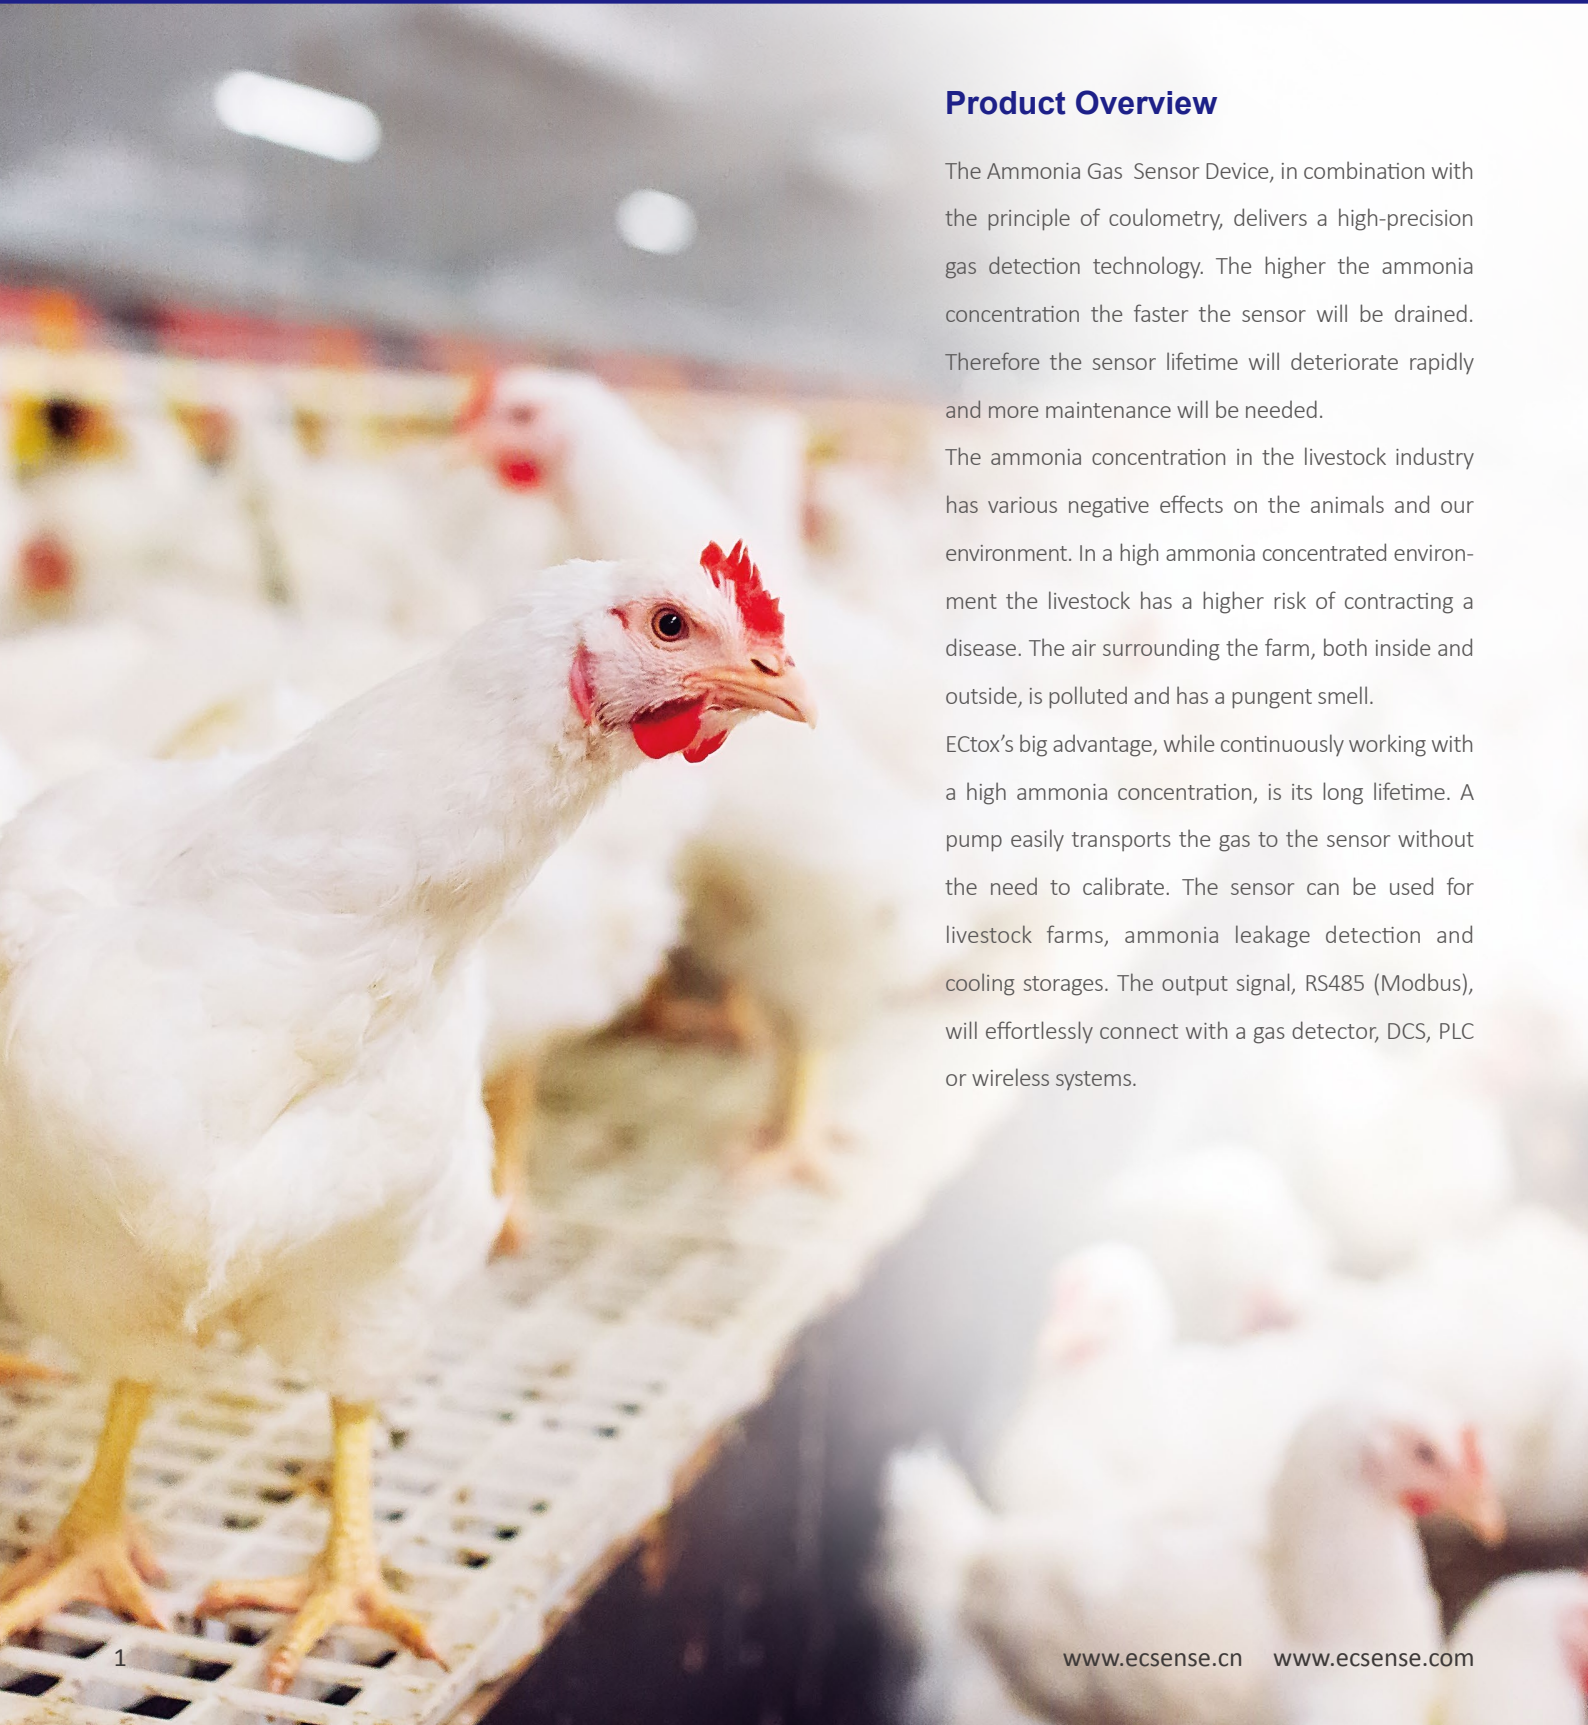 Product Overview
The Ammonia Gas  Sensor Device, in combination with
the principle of coulometry, delivers a high-precision
gas detection technology. The higher the ammonia
concentration the faster the sensor will be drained.
Therefore the sensor lifetime will deteriorate rapidly
and more maintenance will be needed.
The ammonia concentration in the livestock industry
has various negative effects on the animals and our
environment. In a high ammonia concentrated environ-
ment the livestock has a higher risk of contracting a
disease. The air surrounding the farm, both inside and
outside, is polluted and has a pungent smell.
ECtox’s big advantage, while continuously working with
a high ammonia concentration, is its long lifetime. A
pump easily transports the gas to the sensor without
the need to calibrate. The sensor can be used for
livestock farms, ammonia leakage detection and
cooling storages. The output signal, RS485 (Modbus),
will effortlessly connect with a gas detector, DCS, PLC
or wireless systems.
1
www.ecsense.cn www.ecsense.com